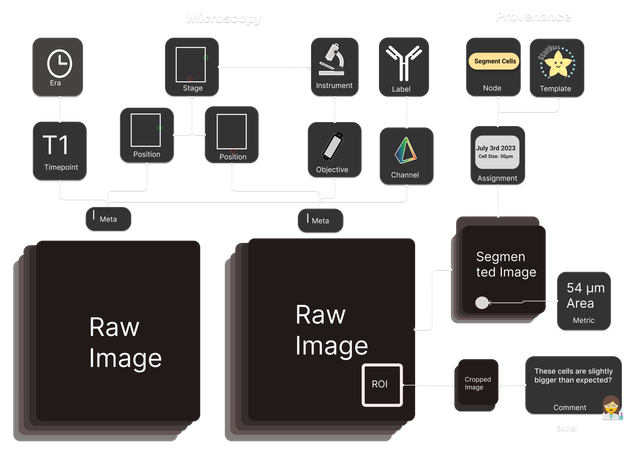 Microscopy
Provenance
Era
Stage
Instrument
Label
Segment Cells
Node
Template
T1
Timepoint
Position
Position
Objective
Channel
July 3rd 2023
Cell Size: 50µm
Assignment
Meta
Meta
Raw
Image
Raw
Image
Segmen
ted Image
54 µm
Area
Metric
ROI
Cropped
Image
These cells are slightly
bigger than expected?
Comment
Social